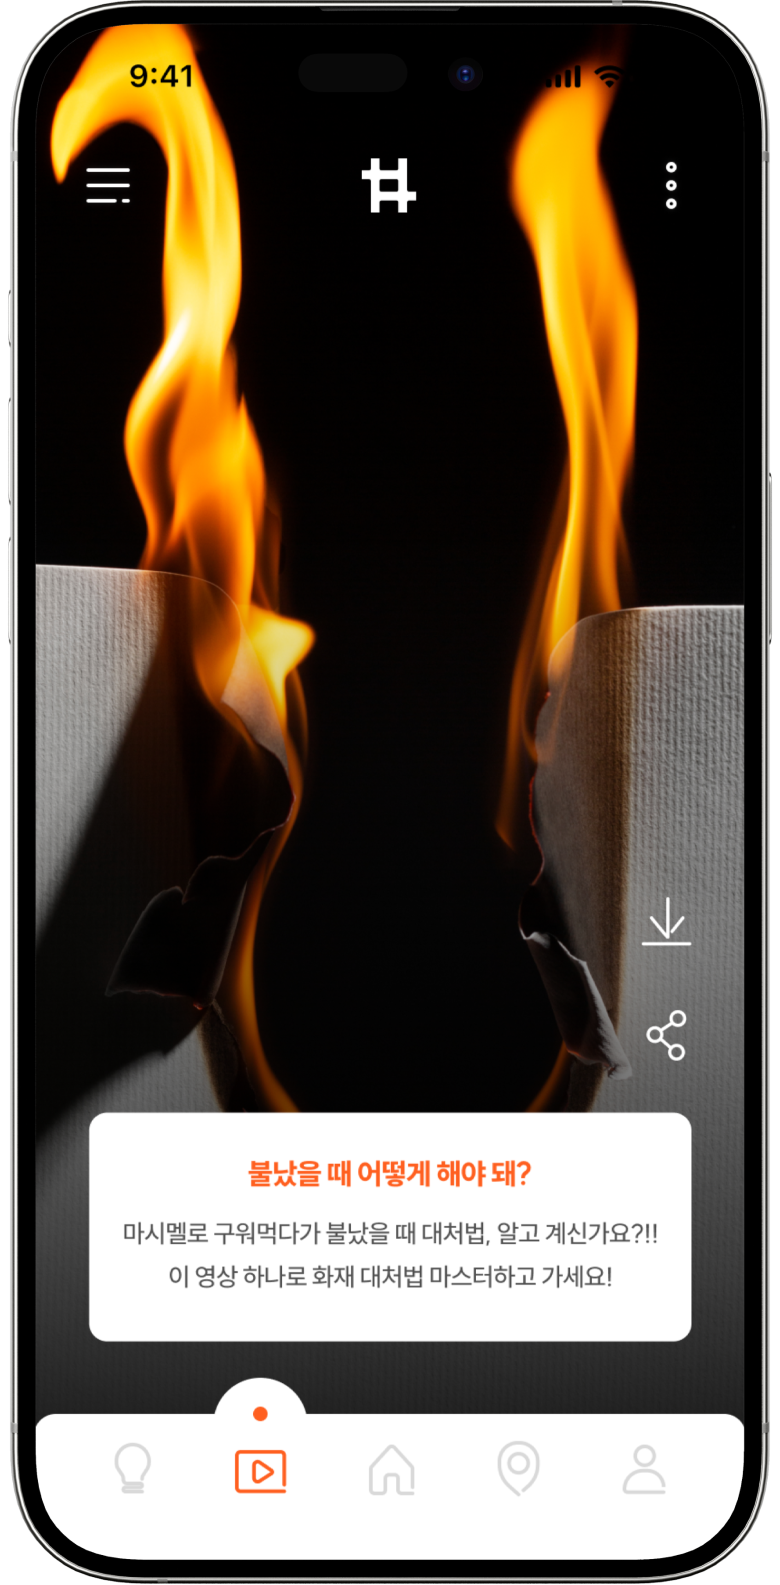 9:41
불났을 때 어떻게 해야 돼?
마시멜로 구워먹다가 불났을 때 대처법, 알고 계신가요?!!
이 영상 하나로 화재 대처법 마스터하고 가세요!